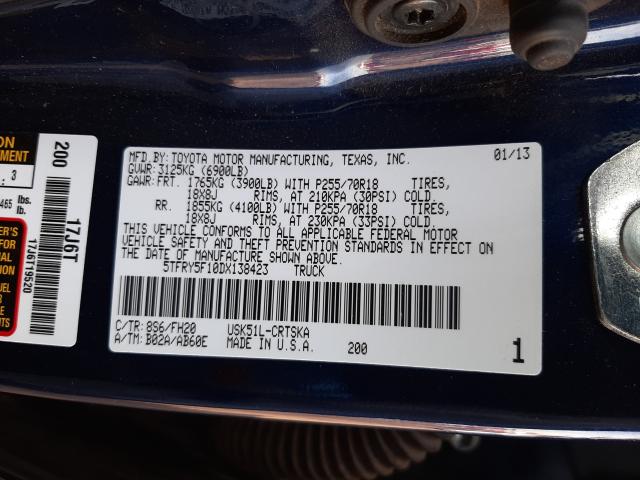 MFD.BY: TOYOTA MOTOR MANUFACTURING, TEXAS, INC. 01/13
GVWR: 3125KG (6900LB)
GAWR: FRT. 1765KG (3900LB) WITH P255/70R18 TIRES,
18X8J RIMS, AT 210KPA (30PSI) COLD
RR. 1855KG (4100LB) WITH P255/70R18 TIRES,
18X8J RIMS, AT 230KPA (33PSI) COLD
THIS VEHICLE CONFORMS TO ALL APPLICABLE FEDERAL MOTOR
VEHICLE SAFETY AND THEFT PREVENTION STANDARDS IN EFFECT ON
THE DATE OF MANUFACTURE SHOWN ABOVE.
5TFRY5F10DX138423 TRUCK
C/TR: 8S6/FH20 USK51L-CRTSKA
A/TM: B02A/AB60E MADE IN U.S.A. 200
1
200
17J6T
17J6T19520
: 3
465 lbs.